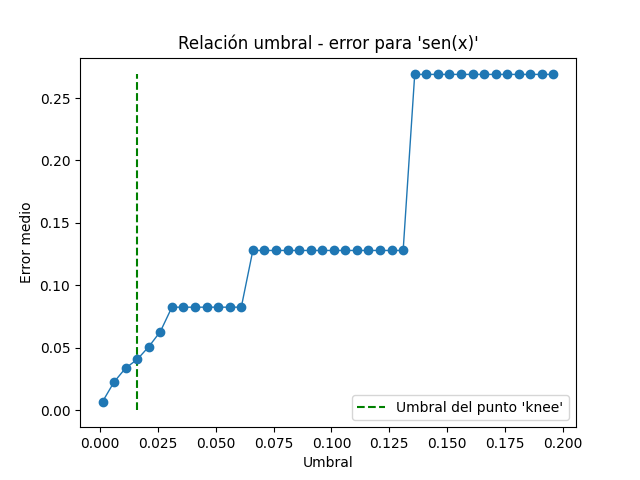 Relación umbral - error para 'sen(x)'
Error medio
0.25
0.20
0.15
0.10
0.05
0.00
Umbral del punto 'knee'
0.000 0.025 0.050 0.075 0.100 0.125 0.150 0.175 0.200
Umbral